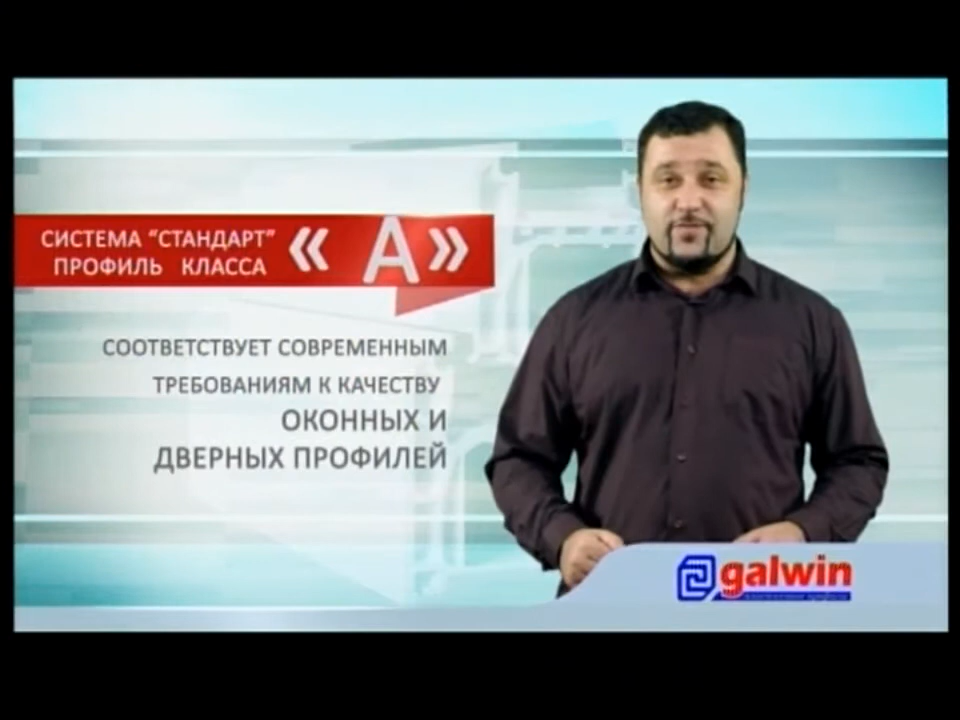 СИСТЕМА “СТАНДАРТ”
ПРОФИЛЬ КЛАССА
« А »
СООТВЕТСТВУЕТ СОВРЕМЕННЫМ
ТРЕБОВАНИЯМ К КАЧЕСТВУ
ОКОННЫХ И
ДВЕРНЫХ ПРОФИЛЕЙ
galwin